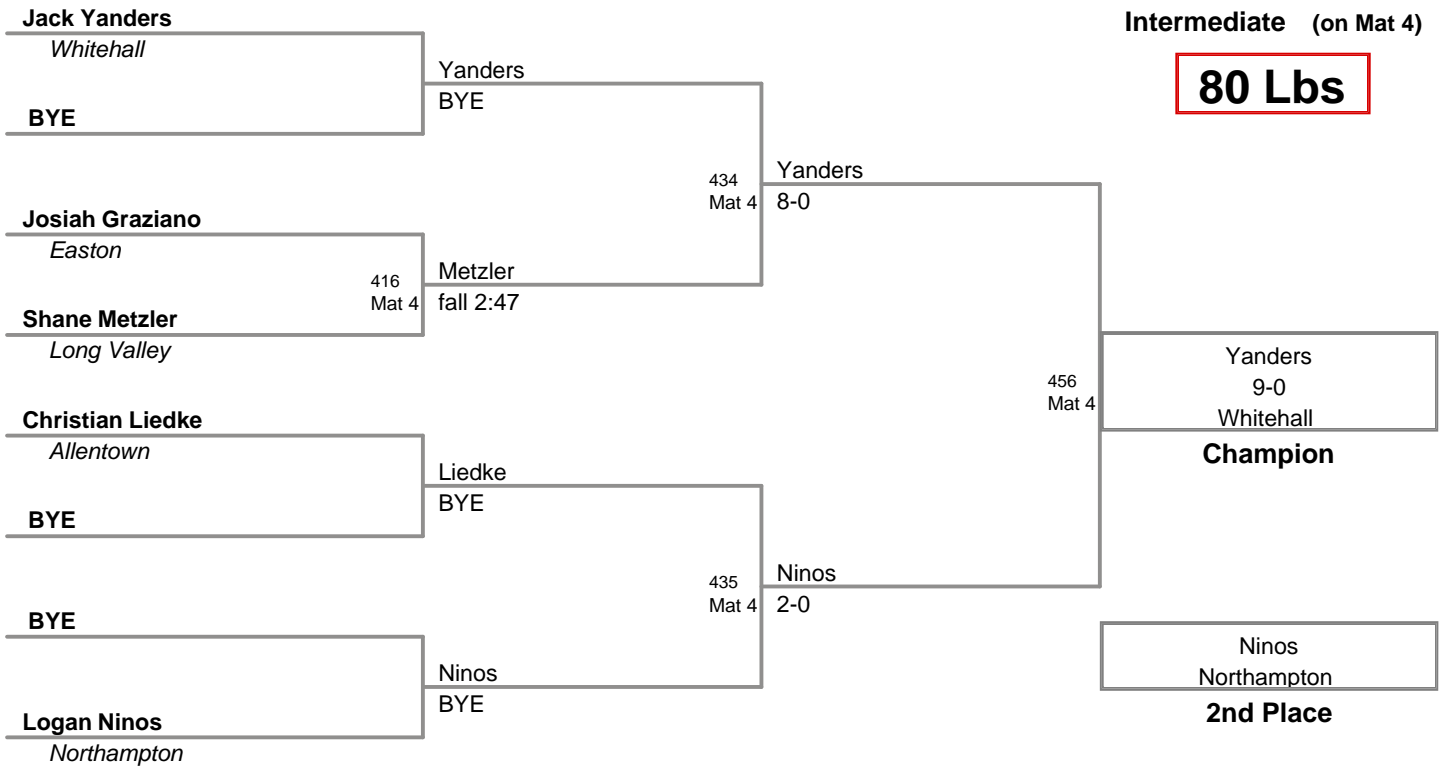 Jack Yanders
Whitehall
BYE
Josiah Graziano
Easton
Shane Metzler
Long Valley
Christian Liedke
Allentown
BYE
BYE
Logan Ninos
Northampton
Yanders
BYE
416
Mat 4
Metzler
fall 2:47
Liedke
BYE
Ninos
BYE
434
Mat 4
Yanders
8-0
435
Mat 4
Ninos
2-0
456
Mat 4
Intermediate (on Mat 4)
80 Lbs
Yanders
9-0
Whitehall
Champion
Ninos
Northampton
2nd Place